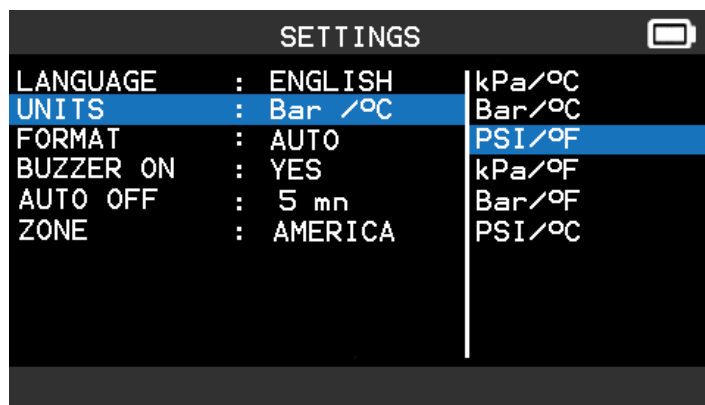 SETTINGS
LANGUAGE : ENGLISH
UNITS : Bar /ºC
FORMAT : AUTO
BUZZER ON : YES
AUTO OFF : 5 mn
ZONE : AMERICA
kPa/ºC
Bar/ºC
PSI/ºF
kPa/ºF
Bar/ºF
PSI/ºC